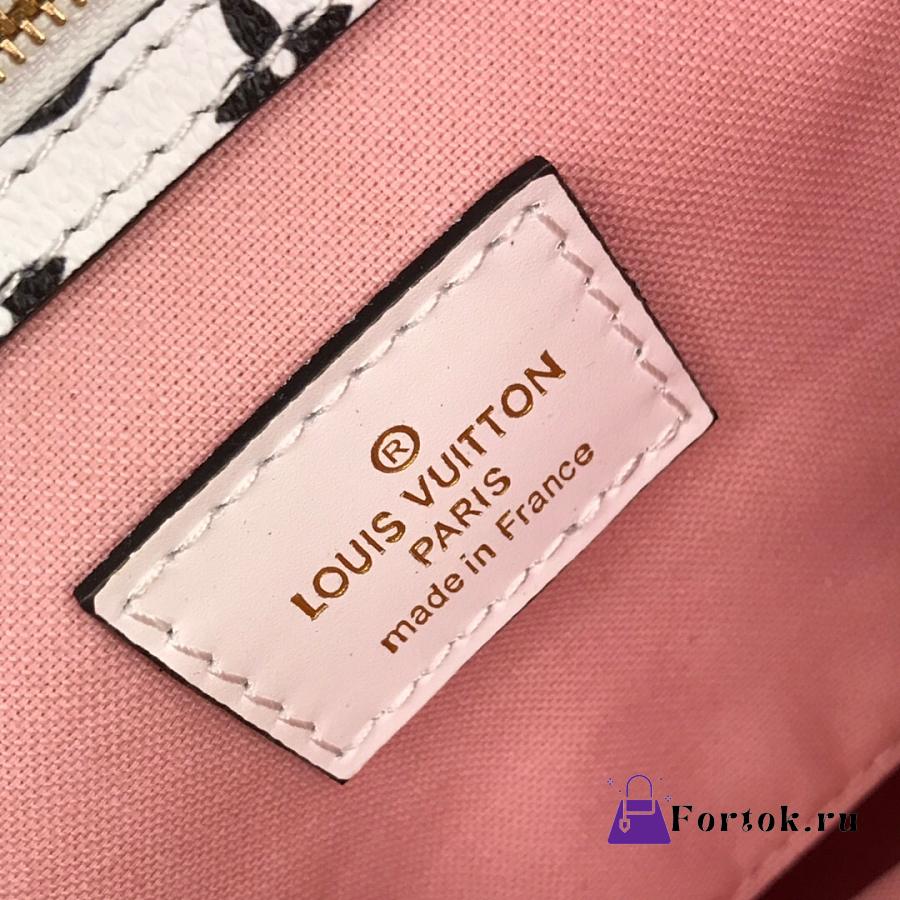 ®
LOUIS VUITTON
PARIS
made in France
Fortok.ru